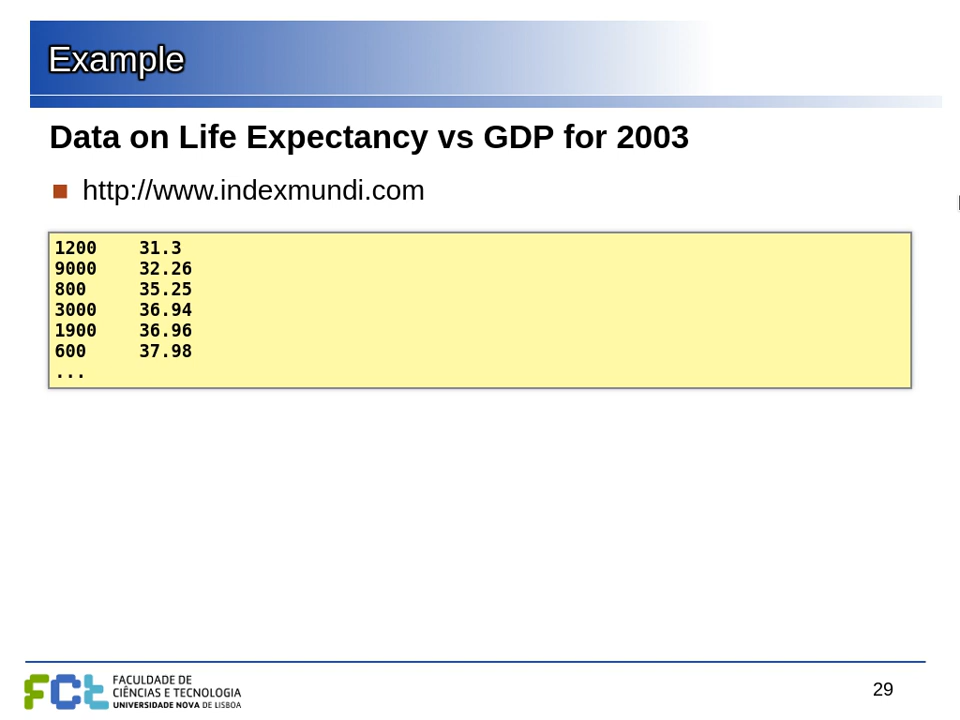 Example
Data on Life Expectancy vs GDP for 2003
http://www.indexmundi.com
1200 31.3
9000 32.26
800 35.25
3000 36.94
1900 36.96
600 37.98
...
FCT
FACULDADE DE
CIÊNCIAS E TECNOLOGIA
UNIVERSIDADE NOVA DE LISBOA
29